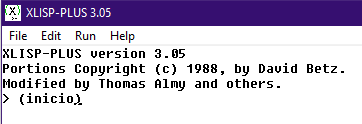 XLISP-PLUS 3.05
File Edit Run Help
XLISP-PLUS version 3.05
Portions Copyright (c) 1988, by David Betz.
Modified by Thomas Almy and others.
> (inicio)